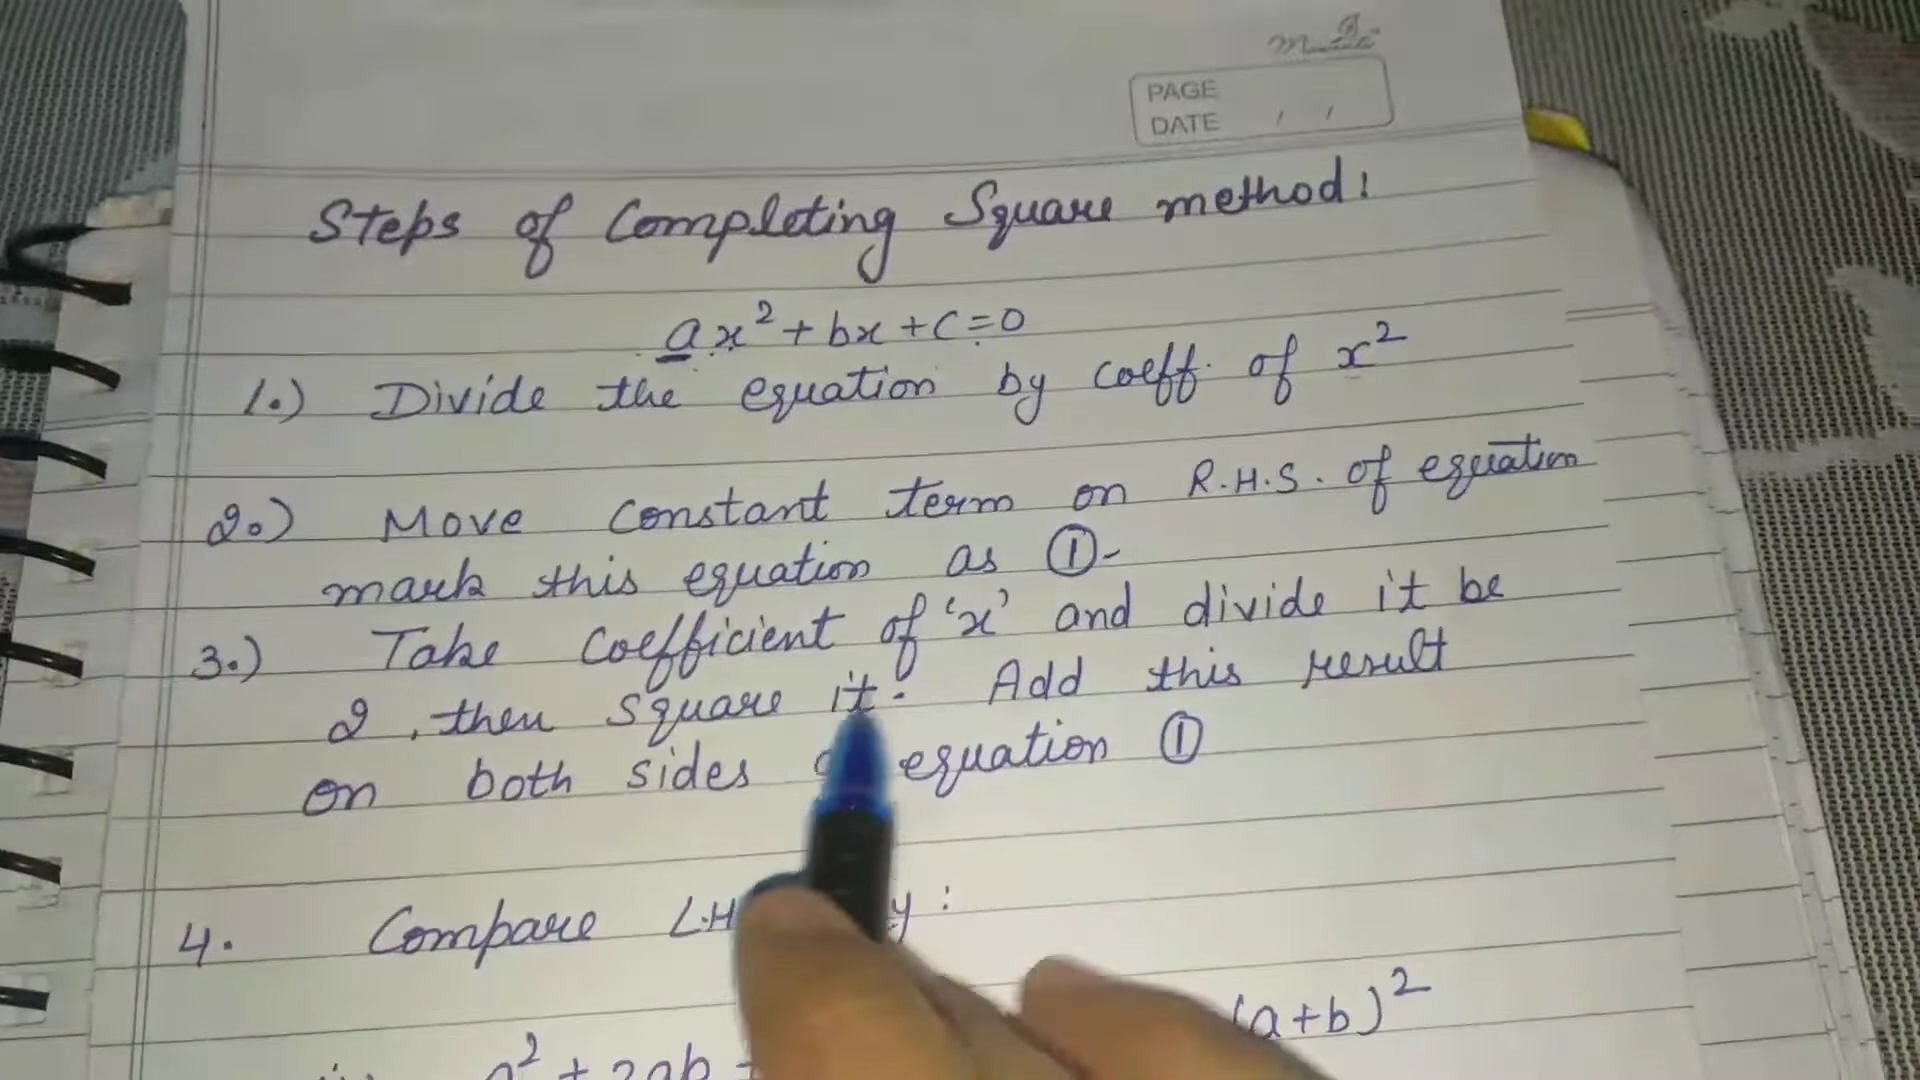 PAGE
DATE / /
Steps of Completing Square method:
ax² + bx + c = 0
1.) Divide the equation by coeff. of x²
2.) Move constant term on R.H.S. of equation
mark this equation as ①-
3.) Take Coefficient of 'x' and divide it be
2, then square it. Add this result
on both sides equation ①
4. Compare L.H y:
(a+b)²
a² + 2ab